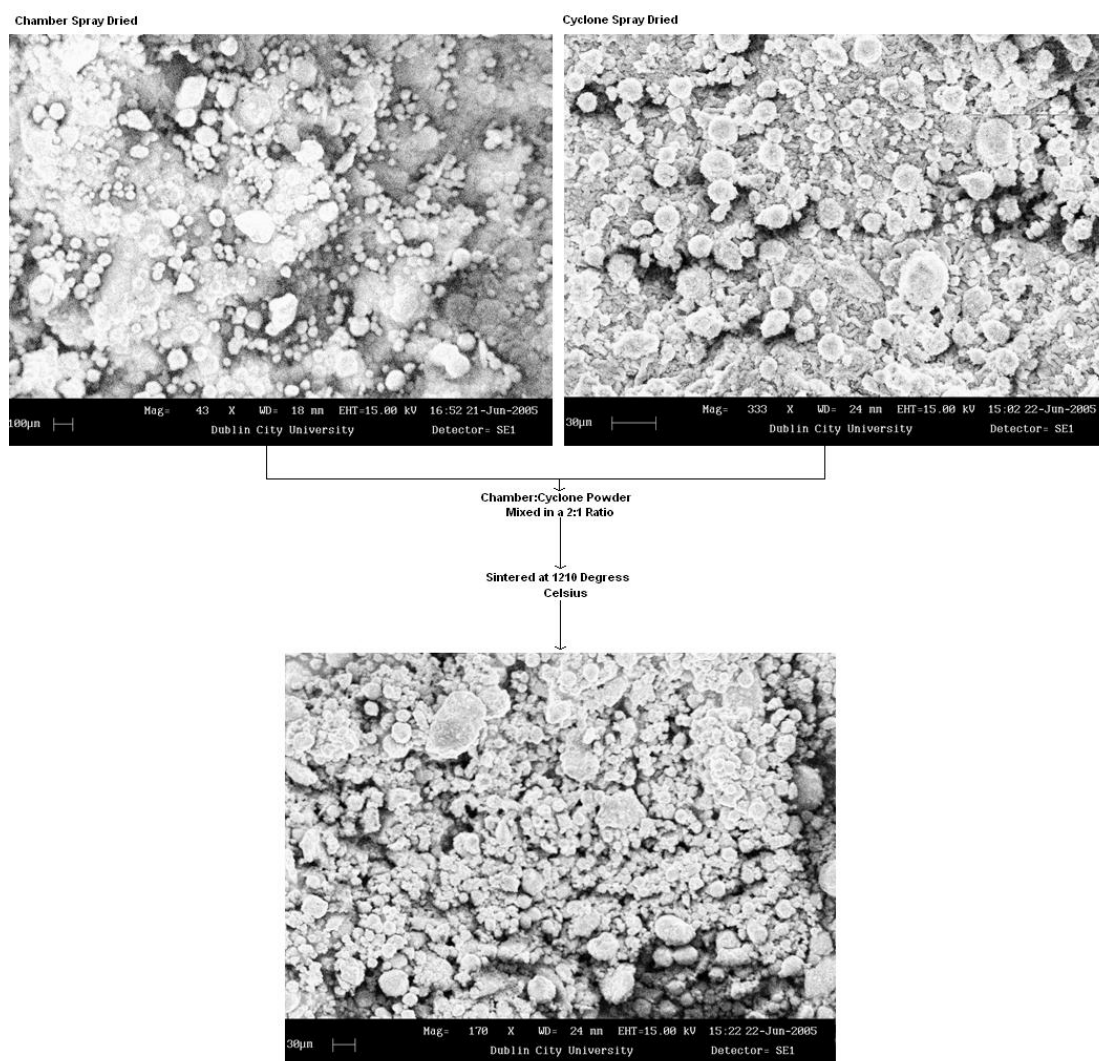 Chamber Spray Dried
Cyclone Spray Dried
100µm Mag= 43 X WD= 18 mm EHT=15.00 kV 16:52 21-Jun-2005
Dublin City University Detector= SE1
30µm Mag= 333 X WD= 24 mm EHT=15.00 kV 15:02 22-Jun-2005
Dublin City University Detector= SE1
Chamber:Cyclone Powder
Mixed in a 2:1 Ratio
Sintered at 1210 Degress
Celsius
30µm Mag= 170 X WD= 24 mm EHT=15.00 kV 15:22 22-Jun-2005
Dublin City University Detector= SE1